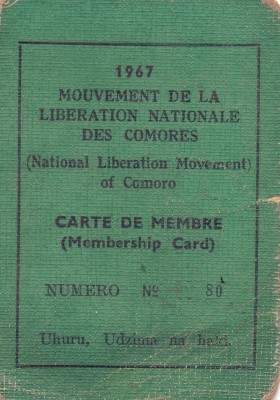 1967
MOUVEMENT DE LA
LIBERATION NATIONALE
DES COMORES
(National Liberation Movement)
of Comoro
CARTE DE MEMBRE
(Membership Card)
NUMERO Nº 80
Uhuru, Udzima na haki.